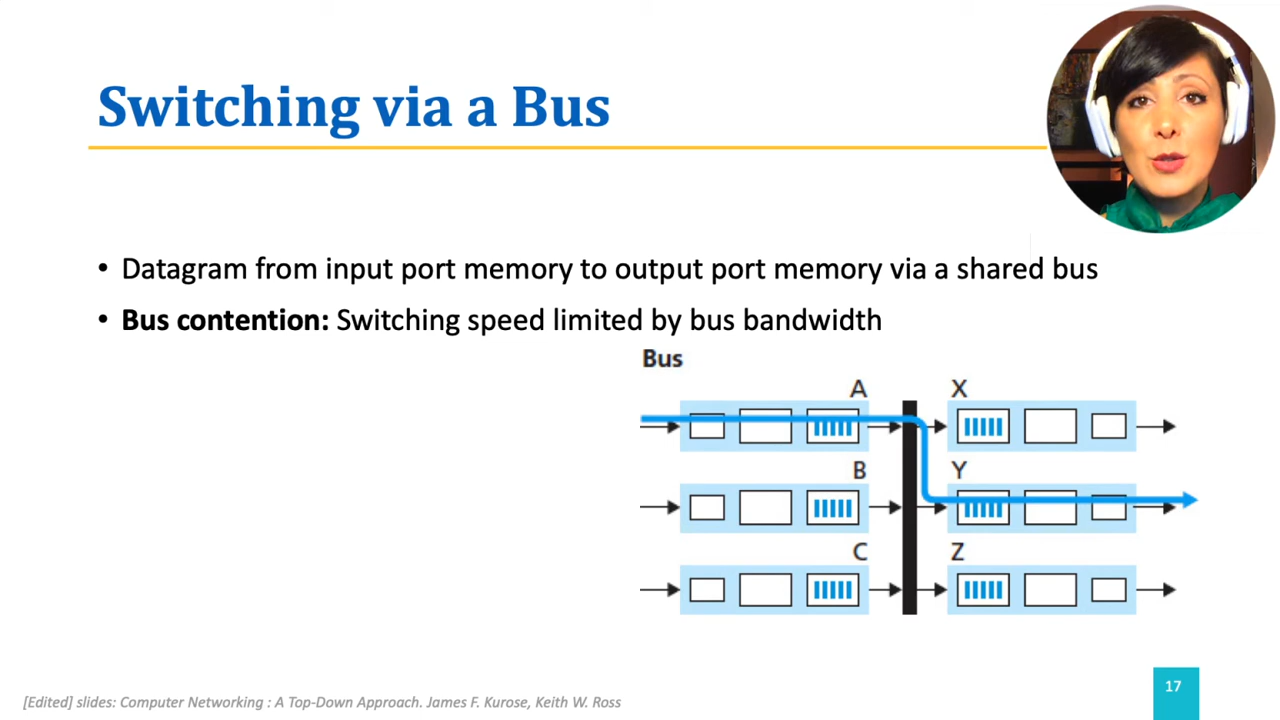 Switching via a Bus
• Datagram from input port memory to output port memory via a shared bus
• Bus contention: Switching speed limited by bus bandwidth
Bus
A X
B Y
C Z
[Edited] slides: Computer Networking : A Top-Down Approach. James F. Kurose, Keith W. Ross
17